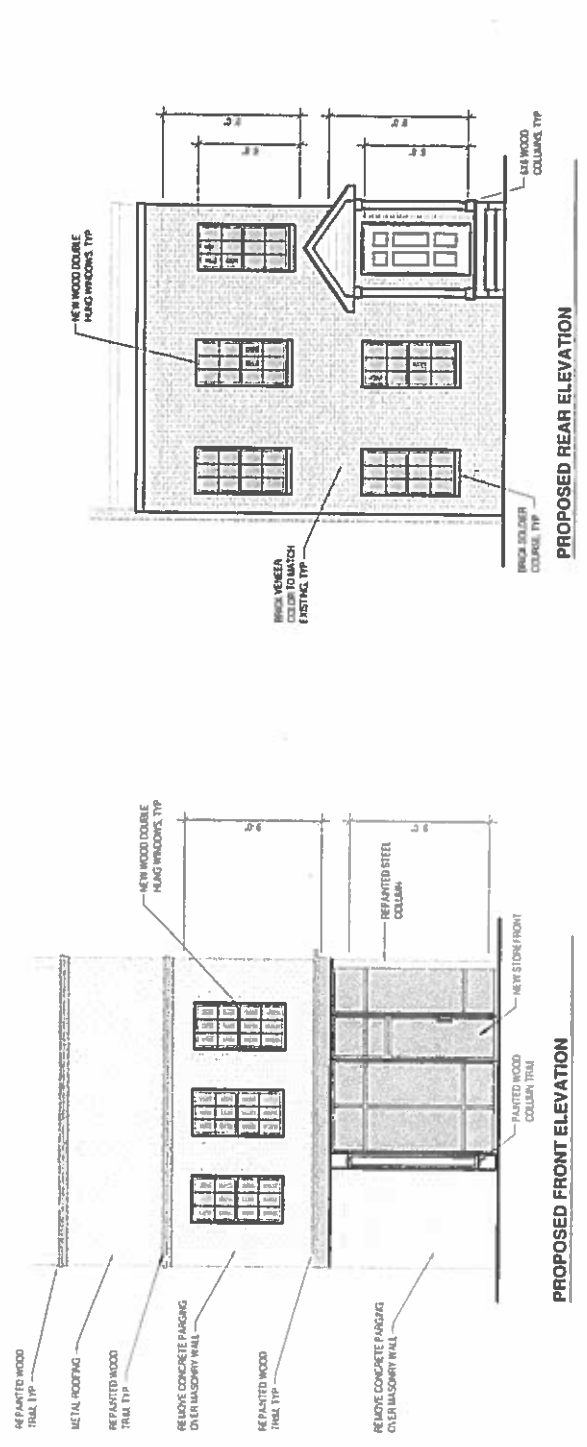 REPAINTED WOOD
TRIM, TYP
METAL ROOFING
REPAINTED WOOD
TRIM, TYP
REMOVE CONCRETE PARGING
OVER MASONRY WALL
REPAINTED WOOD
TRIM, TYP
REMOVE CONCRETE PARGING
OVER MASONRY WALL
NEW WOOD DOUBLE
HUNG WINDOWS, TYP
REPAINTED STEEL
COLUMN
NEW STOREFRONT
PAINTED WOOD
COLUMN TRIM
PROPOSED FRONT ELEVATION
NEW WOOD DOUBLE
HUNG WINDOWS, TYP
BRICK VENEER
COLOR TO MATCH
EXISTING, TYP
BRICK SOLDIER
COURSE, TYP
6X6 WOOD
COLUMNS, TYP
PROPOSED REAR ELEVATION